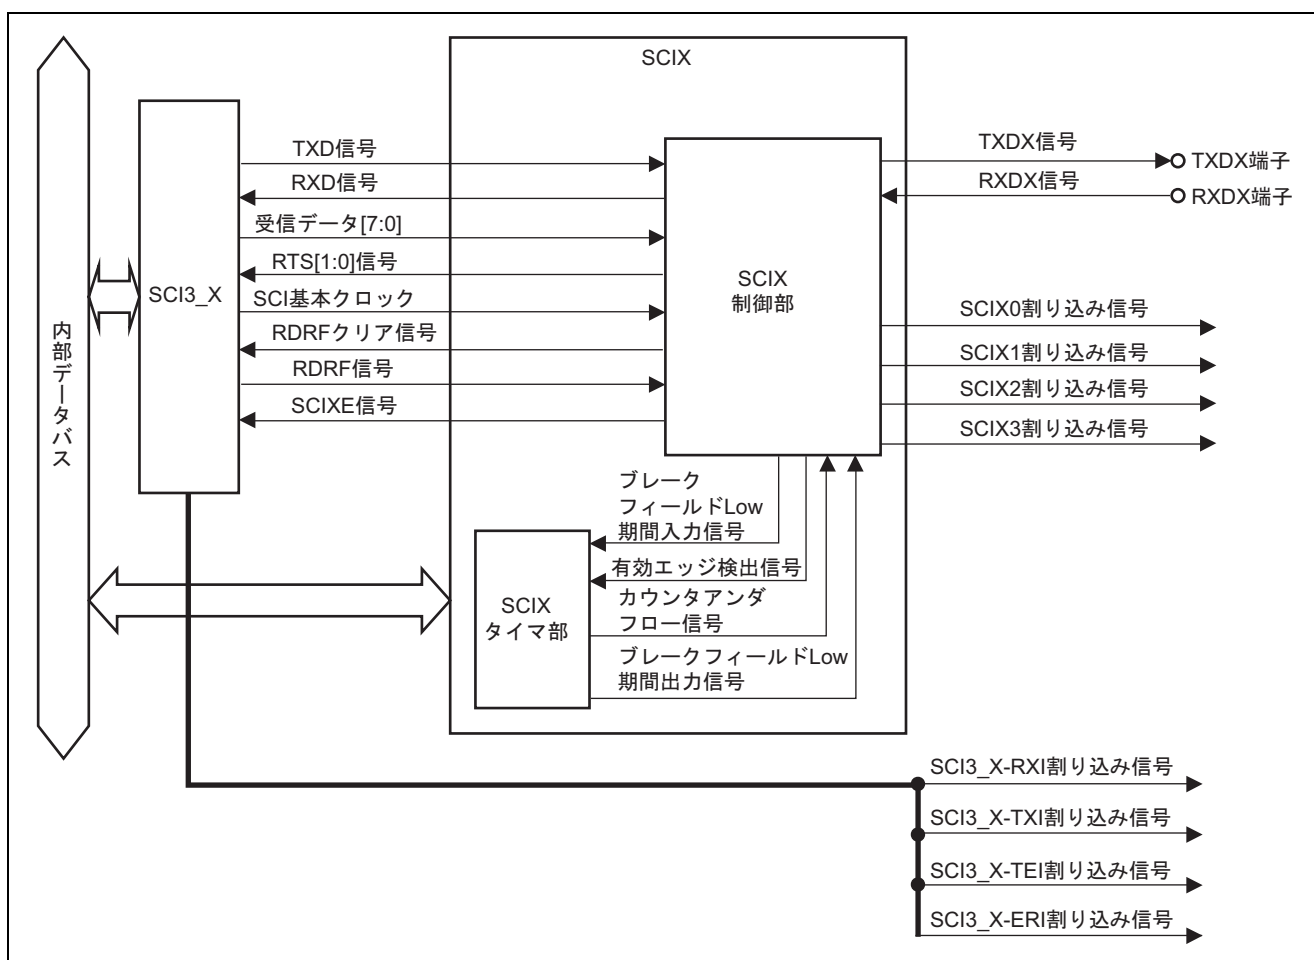 SCIX
TXD信号
RXD信号
受信データ[7:0]
RTS[1:0]信号
SCI3_X
SCI基本クロック
RDRFクリア信号
RDRF信号
SCIXE信号
内部データバス
SCIX
制御部
TXDX信号
TXDX端子
RXDX信号
RXDX端子
SCIX0割り込み信号
SCIX1割り込み信号
SCIX2割り込み信号
SCIX3割り込み信号
ブレーク
フィールドLow
期間入力信号
有効エッジ検出信号
カウンタアンダ
フロー信号
ブレークフィールドLow
期間出力信号
SCIX
タイマ部
SCI3_X-RXI割り込み信号
SCI3_X-TXI割り込み信号
SCI3_X-TEI割り込み信号
SCI3_X-ERI割り込み信号